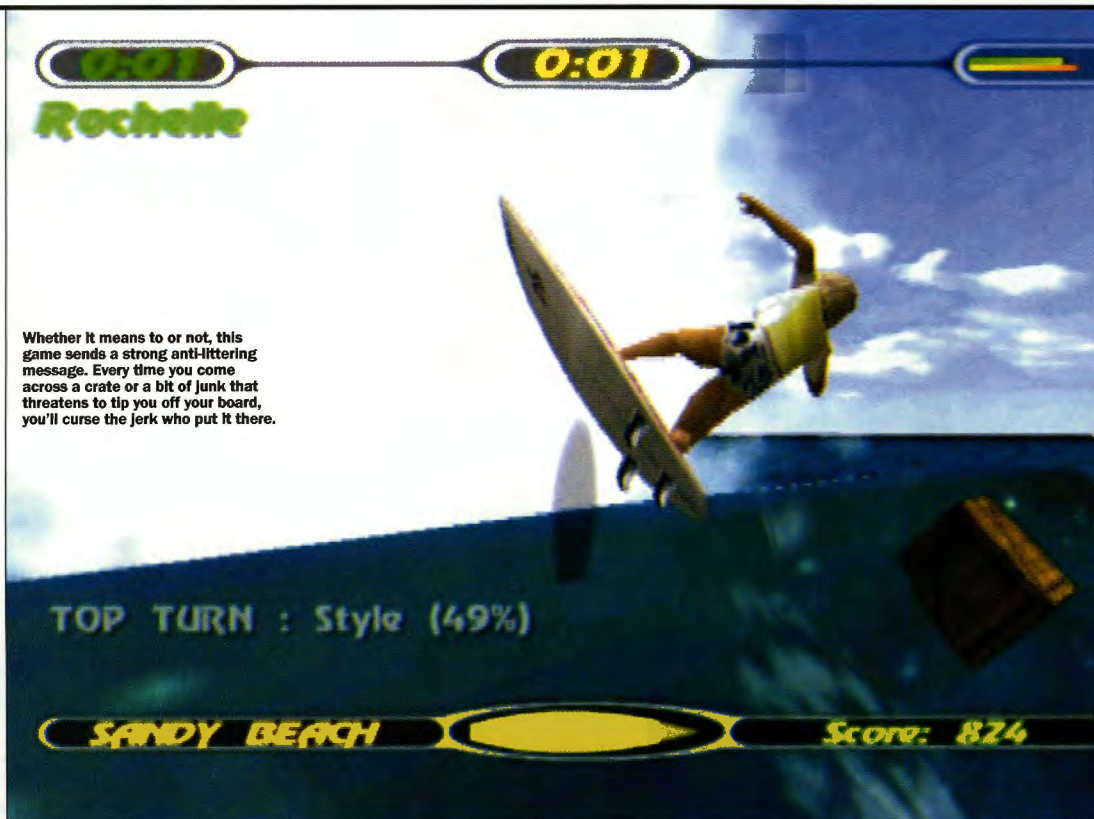 0:01
0:01
Rochelle
Whether it means to or not, this
game sends a strong anti-littering
message. Every time you come
across a crate or a bit of junk that
threatens to tip you off your board,
you'll curse the jerk who put it there.
TOP TURN : Style (49%)
SANDY BEACH
Score: 824